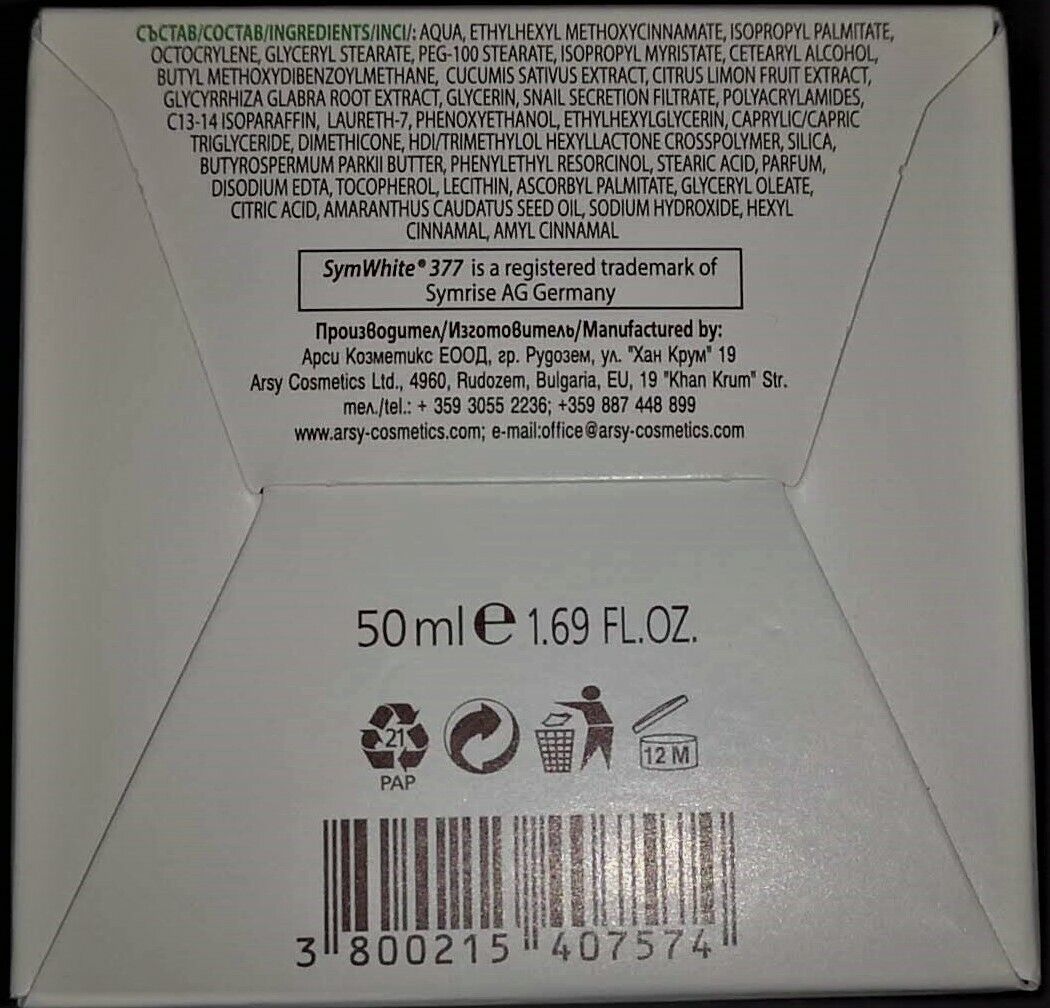 СЪСТАВ/СОСТАВ/INGREDIENTS/INCI/: AQUA, ETHYLHEXYL METHOXYCINNAMATE, ISOPROPYL PALMITATE,
OCTOCRYLENE, GLYCERYL STEARATE, PEG-100 STEARATE, ISOPROPYL MYRISTATE, CETEARYL ALCOHOL,
BUTYL METHOXYDIBENZOYLMETHANE, CUCUMIS SATIVUS EXTRACT, CITRUS LIMON FRUIT EXTRACT,
GLYCYRRHIZA GLABRA ROOT EXTRACT, GLYCERIN, SNAIL SECRETION FILTRATE, POLYACRYLAMIDES,
C13-14 ISOPARAFFIN, LAURETH-7, PHENOXYETHANOL, ETHYLHEXYLGLYCERIN, CAPRYLIC/CAPRIC
TRIGLYCERIDE, DIMETHICONE, HDI/TRIMETHYLOL HEXYLLACTONE CROSSPOLYMER, SILICA,
BUTYROSPERMUM PARKII BUTTER, PHENYLETHYL RESORCINOL, STEARIC ACID, PARFUM,
DISODIUM EDTA, TOCOPHEROL, LECITHIN, ASCORBYL PALMITATE, GLYCERYL OLEATE,
CITRIC ACID, AMARANTHUS CAUDATUS SEED OIL, SODIUM HYDROXIDE, HEXYL
CINNAMAL, AMYL CINNAMAL
SymWhite® 377 is a registered trademark of
Symrise AG Germany
Производител/Изготовитель/Manufactured by:
Арси Козметикс ЕООД, гр. Рудозем, ул. "Хан Крум" 19
Arsy Cosmetics Ltd., 4960, Rudozem, Bulgaria, EU, 19 "Khan Krum" Str.
тел./tel.: + 359 3055 2236; +359 887 448 899
www.arsy-cosmetics.com; e-mail:office@arsy-cosmetics.com
50 ml e 1.69 FL.OZ.
21
PAP
12 M
3 800215 407574